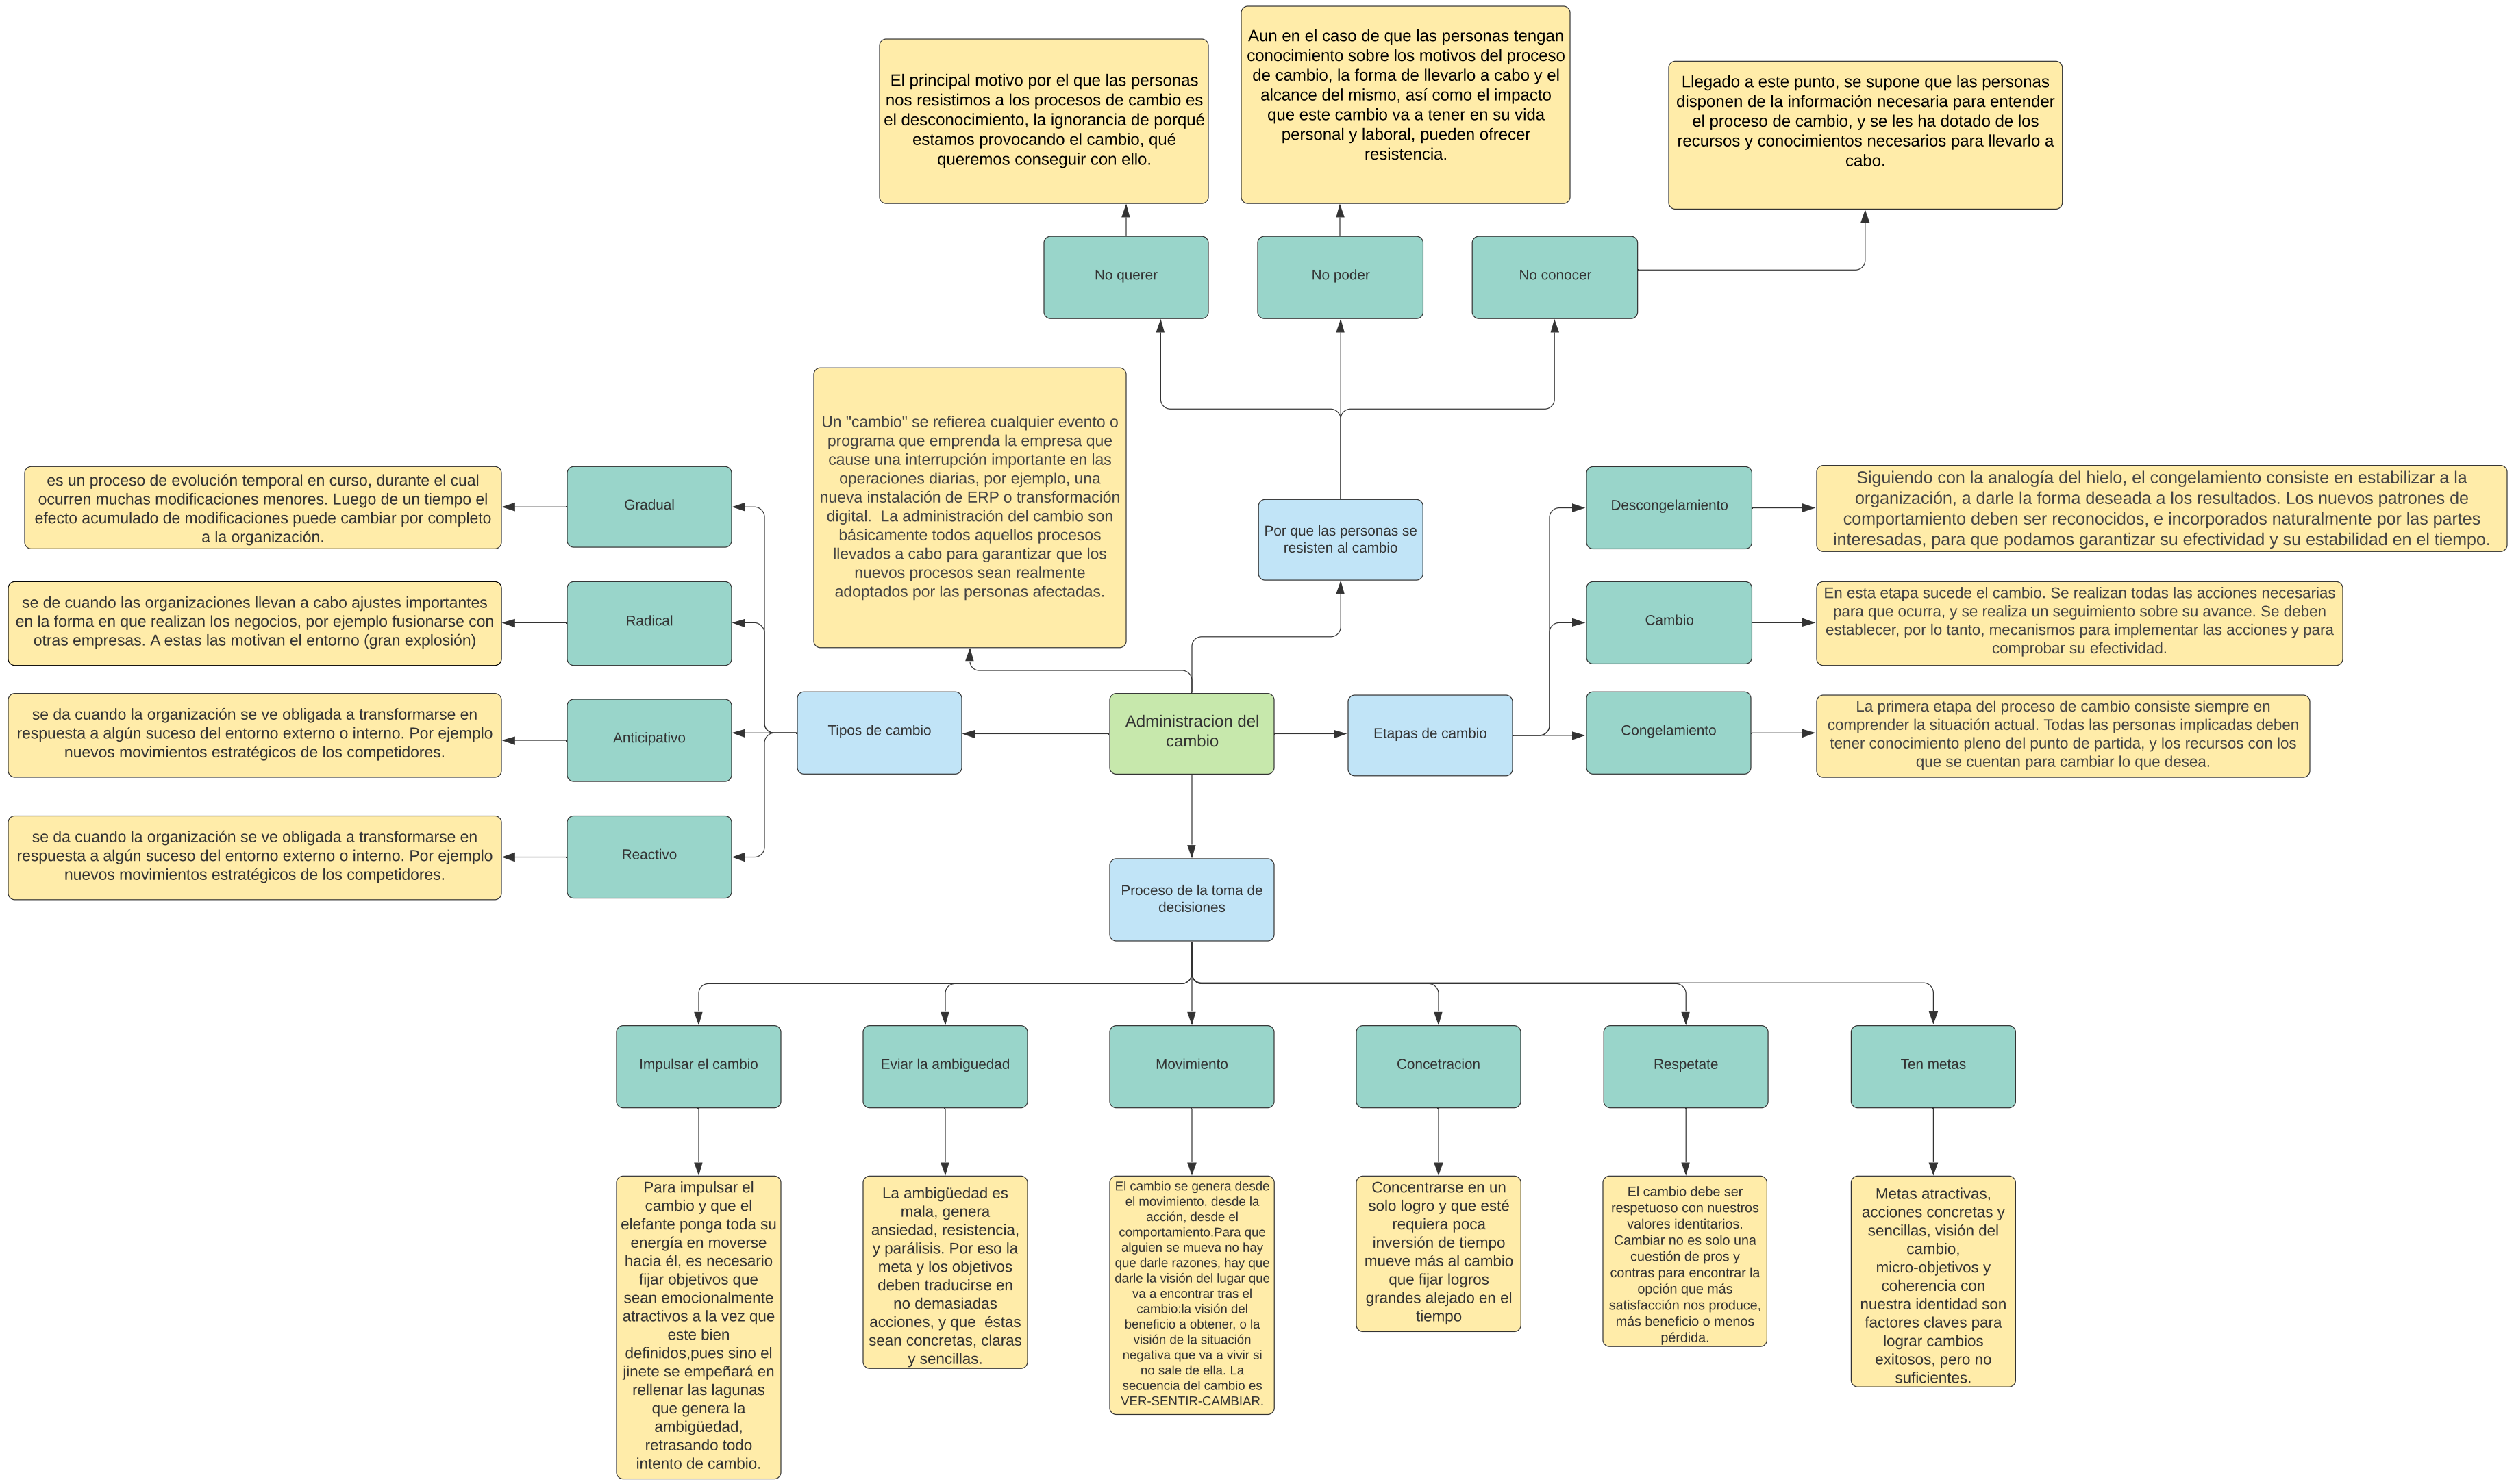 Aun en el caso de que las personas tengan
conocimiento sobre los motivos del proceso
de cambio, la forma de llevarlo a cabo y el
alcance del mismo, así como el impacto
que este cambio va a tener en su vida
personal y laboral, pueden ofrecer
resistencia.
El principal motivo por el que las personas
nos resistimos a los procesos de cambio es
el desconocimiento, la ignorancia de porqué
estamos provocando el cambio, qué
queremos conseguir con ello.
Llegado a este punto, se supone que las personas
disponen de la información necesaria para entender
el proceso de cambio, y se les ha dotado de los
recursos y conocimientos necesarios para llevarlo a
cabo.
No querer
No poder
No conocer
Un "cambio" se refierea cualquier evento o
programa que emprenda la empresa que
cause una interrupción importante en las
operaciones diarias, por ejemplo, una
nueva instalación de ERP o transformación
digital.  La administración del cambio son
básicamente todos aquellos procesos
llevados a cabo para garantizar que los
nuevos procesos sean realmente
adoptados por las personas afectadas.
Por que las personas se
resisten al cambio
es un proceso de evolución temporal en curso, durante el cual
ocurren muchas modificaciones menores. Luego de un tiempo el
efecto acumulado de modificaciones puede cambiar por completo
a la organización.
Gradual
se de cuando las organizaciones llevan a cabo ajustes importantes
en la forma en que realizan los negocios, por ejemplo fusionarse con
otras empresas. A estas las motivan el entorno (gran explosión)
Radical
se da cuando la organización se ve obligada a transformarse en
respuesta a algún suceso del entorno externo o interno. Por ejemplo
nuevos movimientos estratégicos de los competidores.
Anticipativo
se da cuando la organización se ve obligada a transformarse en
respuesta a algún suceso del entorno externo o interno. Por ejemplo
nuevos movimientos estratégicos de los competidores.
Reactivo
Tipos de cambio
Administracion del
cambio
Etapas de cambio
Descongelamiento
Siguiendo con la analogía del hielo, el congelamiento consiste en estabilizar a la
organización, a darle la forma deseada a los resultados. Los nuevos patrones de
comportamiento deben ser reconocidos, e incorporados naturalmente por las partes
interesadas, para que podamos garantizar su efectividad y su estabilidad en el tiempo.
Cambio
En esta etapa sucede el cambio. Se realizan todas las acciones necesarias
para que ocurra, y se realiza un seguimiento sobre su avance. Se deben
establecer, por lo tanto, mecanismos para implementar las acciones y para
comprobar su efectividad.
Congelamiento
La primera etapa del proceso de cambio consiste siempre en
comprender la situación actual. Todas las personas implicadas deben
tener conocimiento pleno del punto de partida, y los recursos con los
que se cuentan para cambiar lo que desea.
Proceso de la toma de
decisiones
Impulsar el cambio
Eviar la ambiguedad
Movimiento
Concetracion
Respetate
Ten metas
Para impulsar el
cambio y que el
elefante ponga toda su
energía en moverse
hacia él, es necesario
fijar objetivos que
sean emocionalmente
atractivos a la vez que
este bien
definidos,pues sino el
jinete se empeñará en
rellenar las lagunas
que genera la
ambigüedad,
retrasando todo
intento de cambio.
La ambigüedad es
mala, genera
ansiedad, resistencia,
y parálisis. Por eso la
meta y los objetivos
deben traducirse en
no demasiadas
acciones, y que  éstas
sean concretas, claras
y sencillas.
El cambio se genera desde
el movimiento, desde la
acción, desde el
comportamiento.Para que
alguien se mueva no hay
que darle razones, hay que
darle la visión del lugar que
va a encontrar tras el
cambio:la visión del
beneficio a obtener, o la
visión de la situación
negativa que va a vivir si
no sale de ella. La
secuencia del cambio es
VER-SENTIR-CAMBIAR.
Concentrarse en un
solo logro y que esté
requiera poca
inversión de tiempo
mueve más al cambio
que fijar logros
grandes alejado en el
tiempo
El cambio debe ser
respetuoso con nuestros
valores identitarios.
Cambiar no es solo una
cuestión de pros y
contras para encontrar la
opción que más
satisfacción nos produce,
más beneficio o menos
pérdida.
Metas atractivas,
acciones concretas y
sencillas, visión del
cambio,
micro-objetivos y
coherencia con
nuestra identidad son
factores claves para
lograr cambios
exitosos, pero no
suficientes.